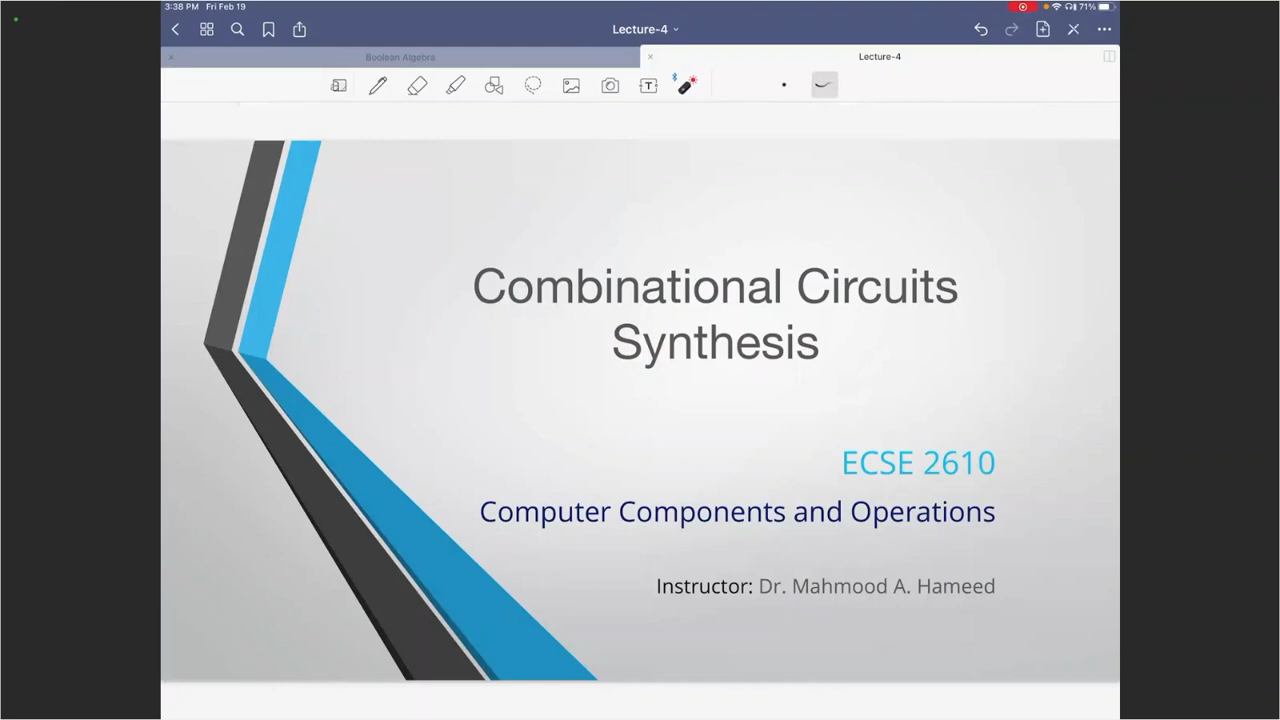 3:38 PM Fri Feb 19
71%
Lecture-4
Boolean Algebra
Lecture-4
T
Combinational Circuits
Synthesis
ECSE 2610
Computer Components and Operations
Instructor: Dr. Mahmood A. Hameed